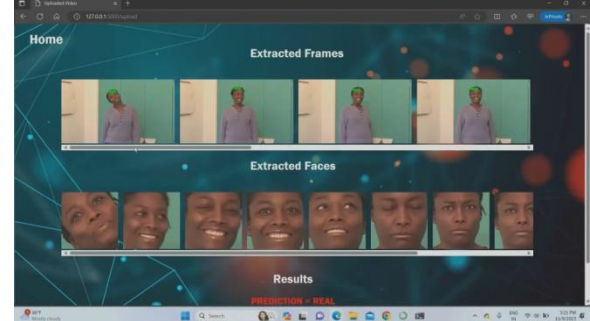 Uploaded Video
127.0.0.1:5000/upload
Home
Extracted Frames
Extracted Faces
Results
PREDICTION = REAL
Search